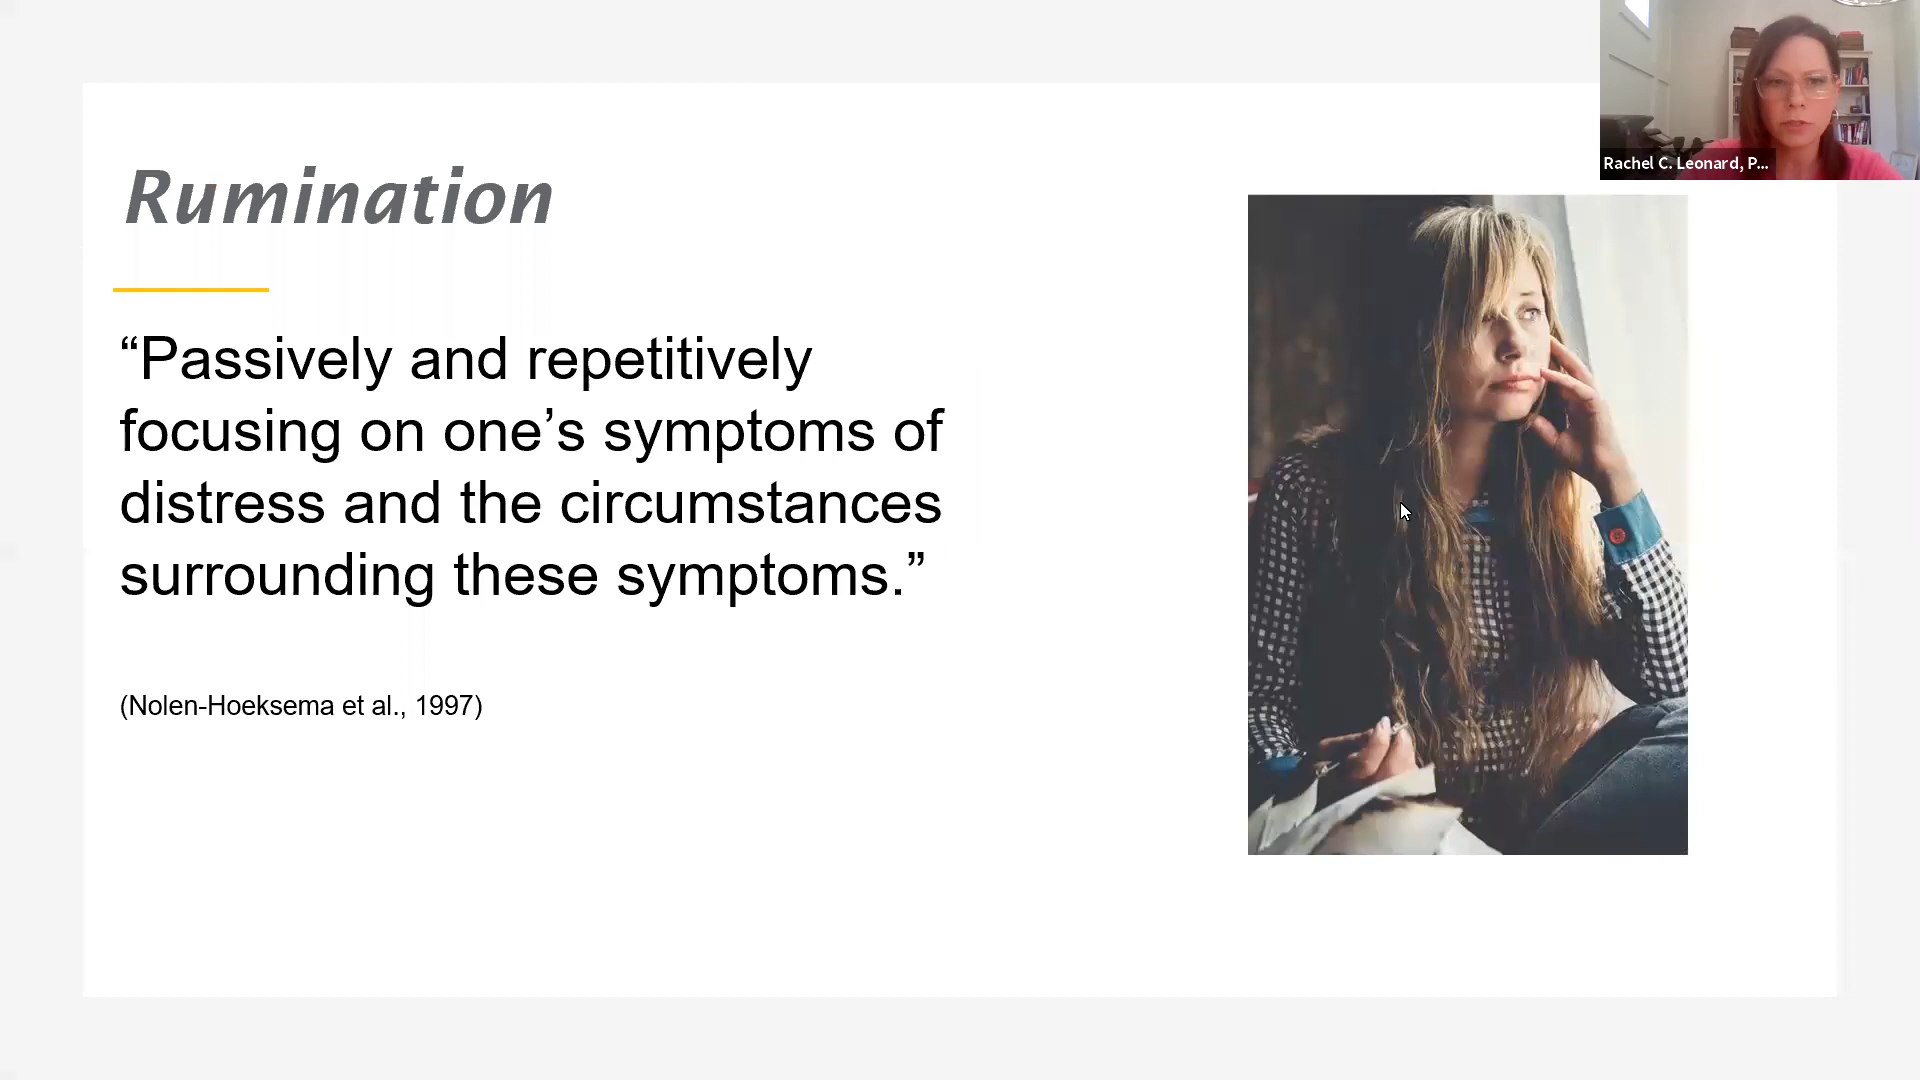 Rumination
“Passively and repetitively
focusing on one’s symptoms of
distress and the circumstances
surrounding these symptoms.”
(Nolen-Hoeksema et al., 1997)
Rachel C. Leonard, P...